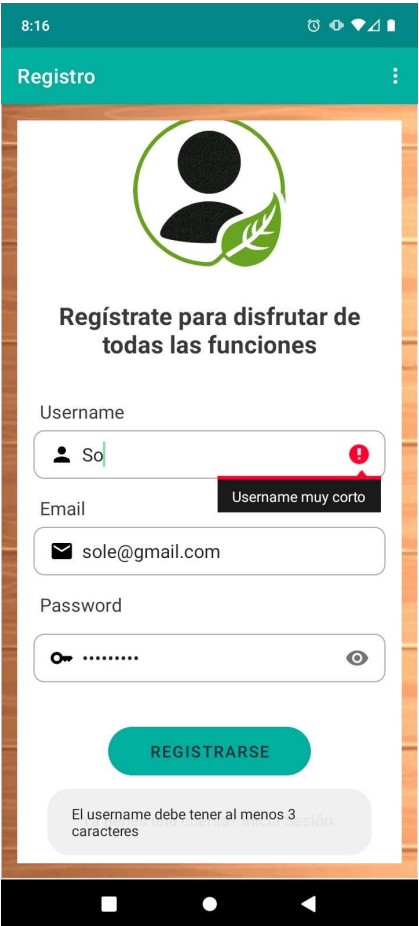 8:16
Registro
Regístrate para disfrutar de
todas las funciones
Username
So
Username muy corto
Email
sole@gmail.com
Password
•••••••••
REGISTRARSE
El username debe tener al menos 3
caracteres
sesión.